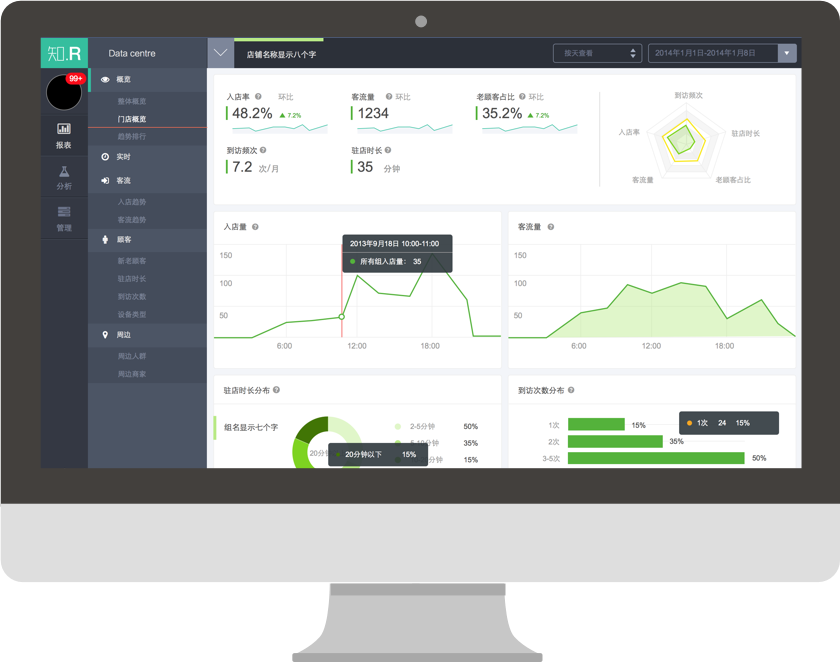 知.R
Data centre
店铺名称显示八个字
按天查看
2014年1月1日-2014年1月8日
99+
报表
分析
管理
概览
整体概览
门店概览
趋势排行
实时
客流
入店趋势
客流趋势
顾客
新老顾客
驻店时长
到访次数
设备类型
周边
周边人群
周边商家
入店率 ? 环比
48.2% 7.2%
客流量 ? 环比
1234
老顾客占比 ? 环比
35.2% 7.2%
到访频次 ?
7.2 次/月
驻店时长 ?
35 分钟
到访频次
入店率
驻店时长
客流量
老顾客占比
入店量 ?
150
100
50
2013年9月18日 10:00-11:00
所有组入店量: 35
6:00 12:00 18:00
客流量 ?
150
100
50
6:00 12:00 18:00
驻店时长分布 ?
组名显示七个字
20分
20分钟以下 15%
2-5分钟 50%
5-10分钟 35%
分钟 15%
到访次数分布 ?
1次 15%
2次 35%
3-5次 50%
1次 24 15%